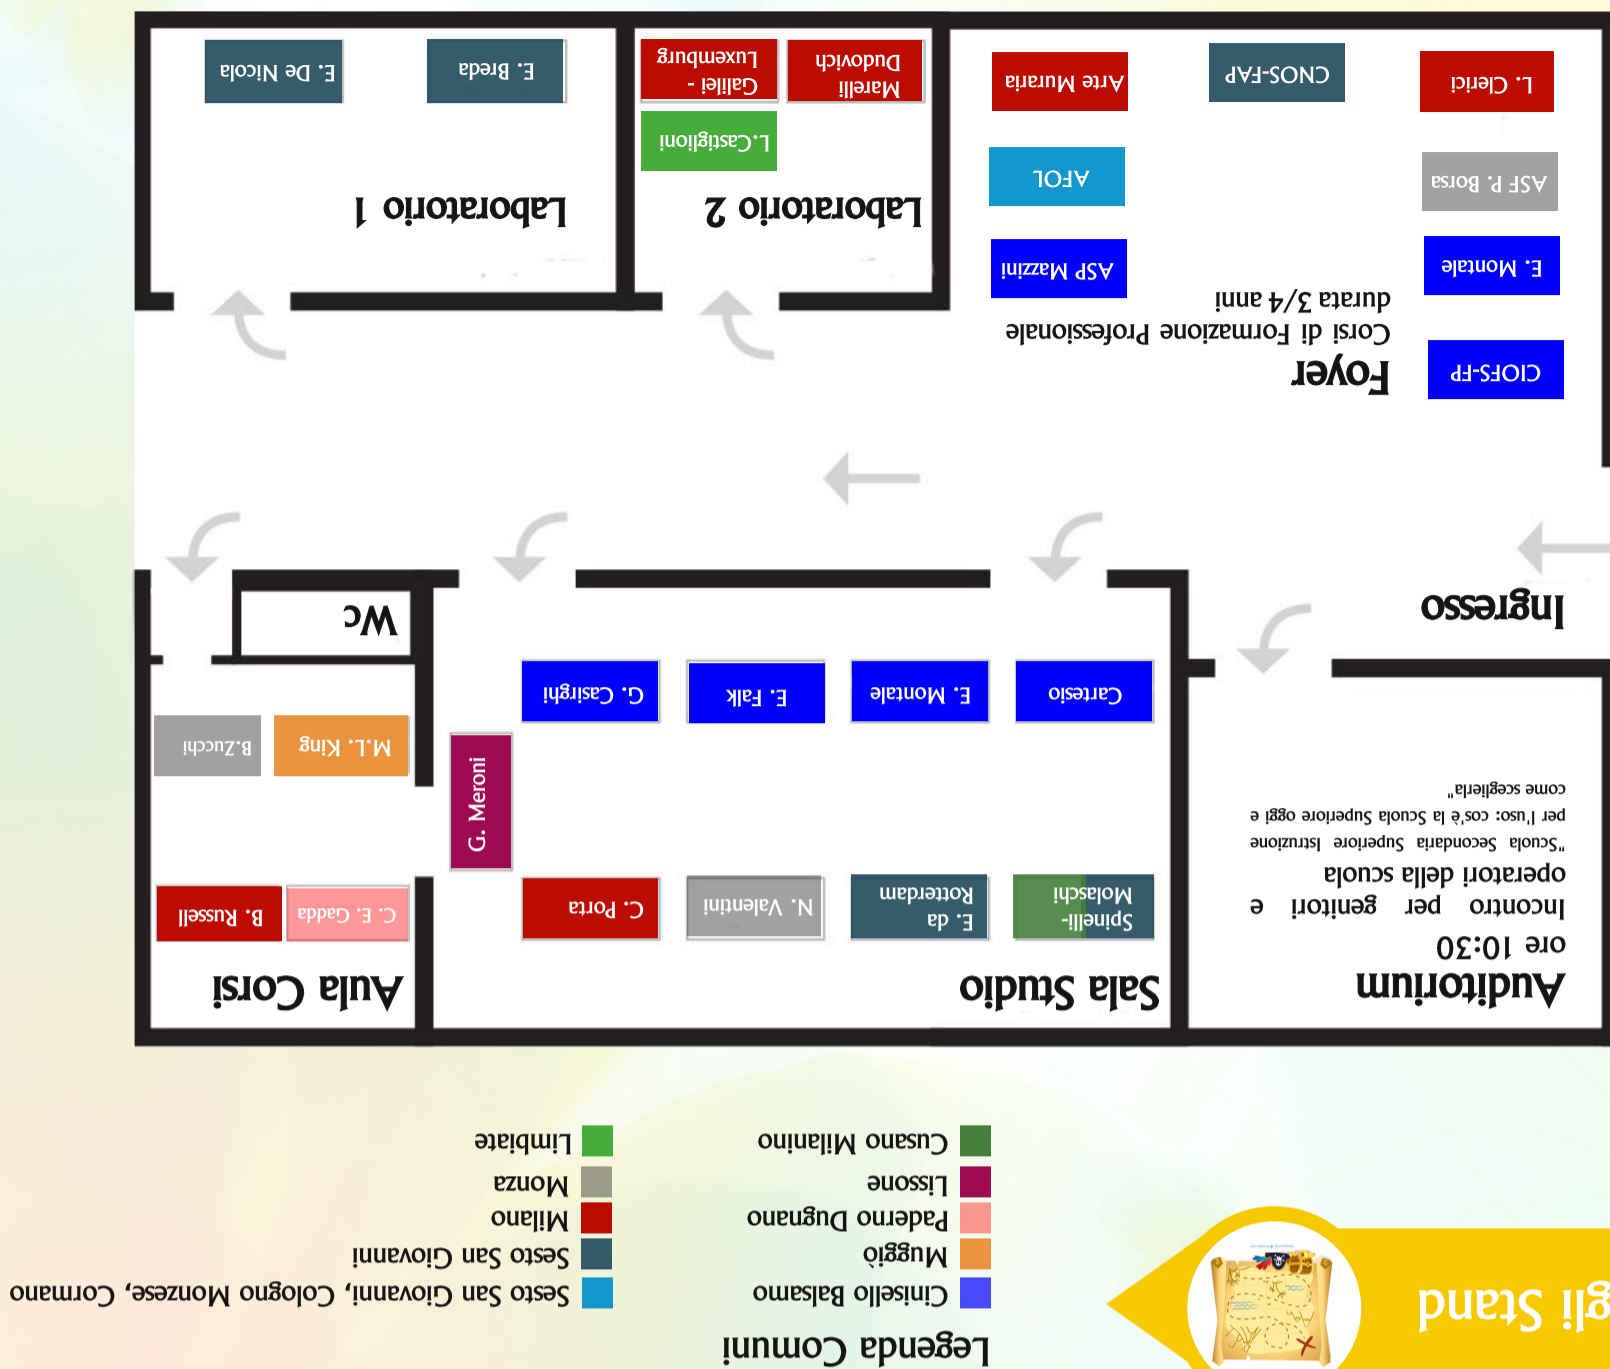 gli Stand
Legenda Comuni
Cinisello Balsamo
Muggiò
Paderno Dugnano
Lissone
Cusano Milanino
Sesto San Giovanni, Cologno Monzese, Cormano
Sesto San Giovanni
Milano
Monza
Limbiate
Auditorium
ore 10:30
Incontro per genitori e
operatori della scuola
"Scuola Secondaria Superiore Istruzione
per l'uso: cos'è la Scuola Superiore oggi e
come sceglierla"
Sala Studio
Spinelli-
Molaschi
E. da
Rotterdam
N. Valentini
C. Porta
G. Meroni
Cartesio
E. Montale
E. Falk
G. Casirghi
Aula Corsi
C. E. Gadda
B. Russell
M.L. King
B.Zucchi
Wc
Ingresso
Foyer
Corsi di Formazione Professionale
durata 3/4 anni
CIOFS-FP
E. Montale
ASP Mazzini
ASF P. Borsa
AFOL
L. Clerici
CNOS-FAP
Arte Muraria
Laboratorio 2
L.Castiglioni
Marelli
Dudovich
Galilei -
Luxemburg
Laboratorio 1
E. Breda
E. De Nicola